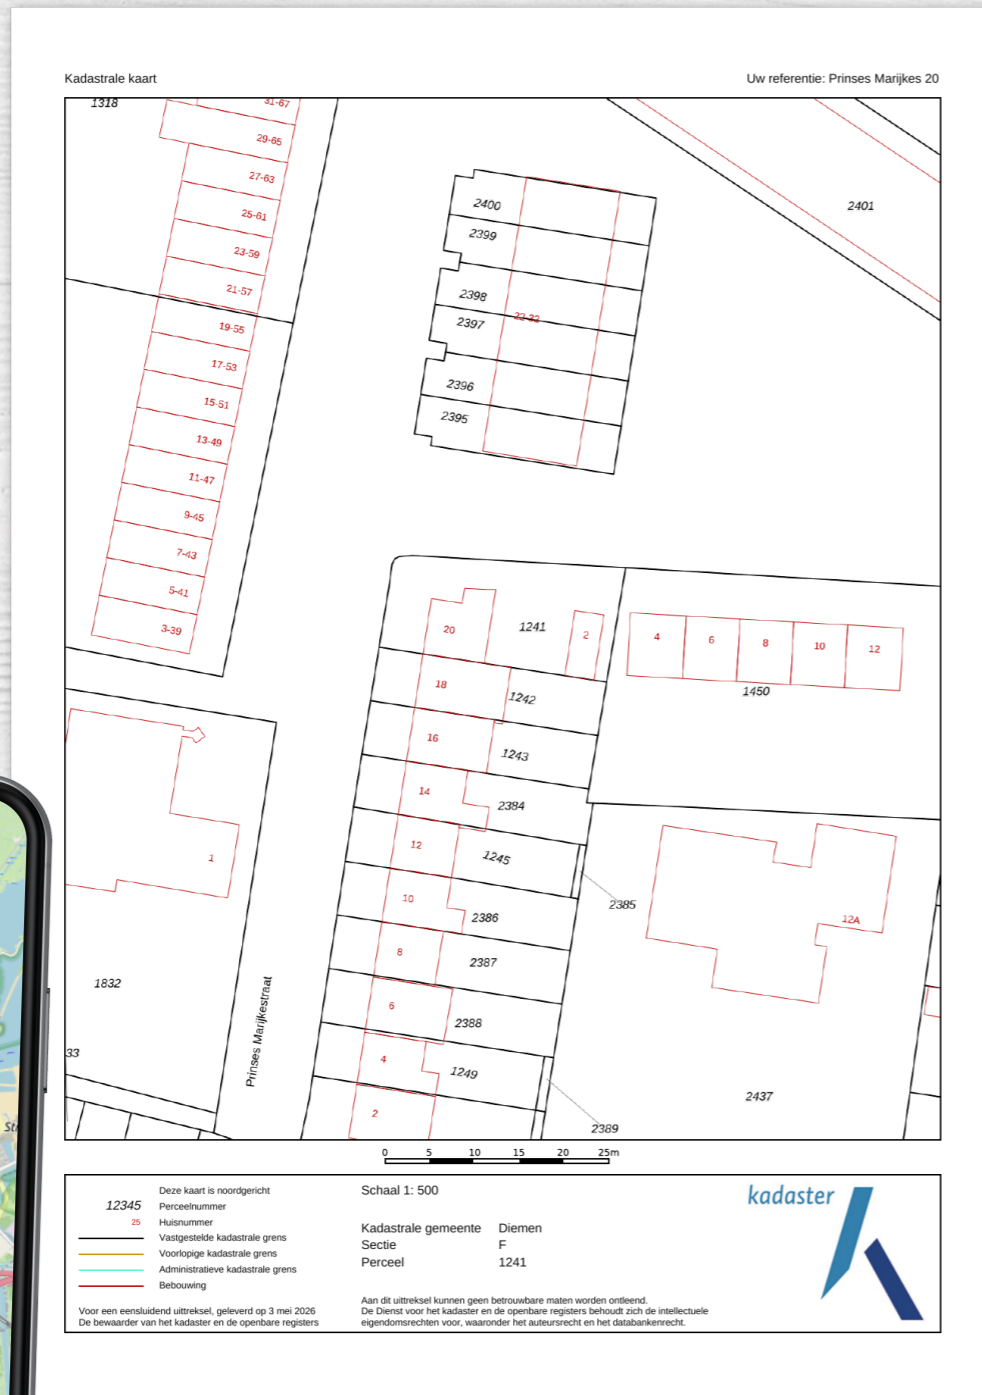 Kadastrale kaart
Uw referentie: Prinses Marijkes 20
1318
31-67
29-65
27-63
25-61
23-59
21-57
19-55
17-53
15-51
13-49
11-47
9-45
7-43
5-41
3-39
2400
2399
2398
2397
22-32
2396
2395
2401
20
1241
2
4
6
8
10
12
18
1242
1450
16
1243
14
2384
12
1245
2385
12A
10
2386
8
2387
6
2388
4
1249
2
2389
2437
1
1832
33
Prinses Marijkestraat
0 5 10 15 20 25m
Deze kaart is noordgericht
12345 Perceelnummer
25 Huisnummer
Vastgestelde kadastrale grens
Voorlopige kadastrale grens
Administratieve kadastrale grens
Bebouwing
Voor een eensluidend uittreksel, geleverd op 3 mei 2026
De bewaarder van het kadaster en de openbare registers
Schaal 1: 500
Kadastrale gemeente Diemen
Sectie F
Perceel 1241
Aan dit uittreksel kunnen geen betrouwbare maten worden ontleend.
De Dienst voor het kadaster en de openbare registers behoudt zich de intellectuele
eigendomsrechten voor, waaronder het auteursrecht en het databankenrecht.
kadaster